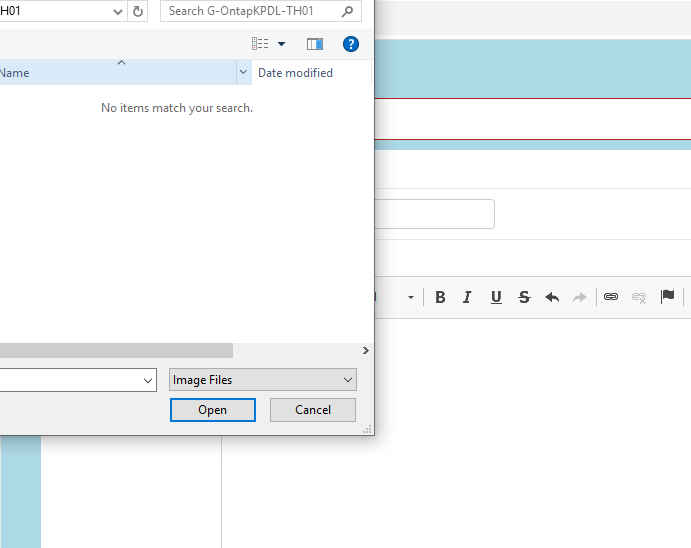 H01
Search G-OntapKPDL-TH01
?
Name
Date modified
No items match your search.
B I U S
Image Files
Open
Cancel